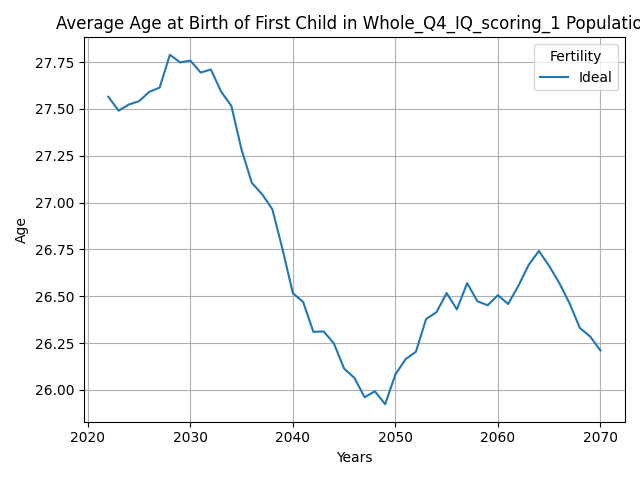 Average Age at Birth of First Child in Whole_Q4_IQ_scoring_1 Populatio
Fertility
Ideal
27.75
27.50
27.25
27.00
26.75
26.50
26.25
26.00
Age
2020 2030 2040 2050 2060 2070
Years